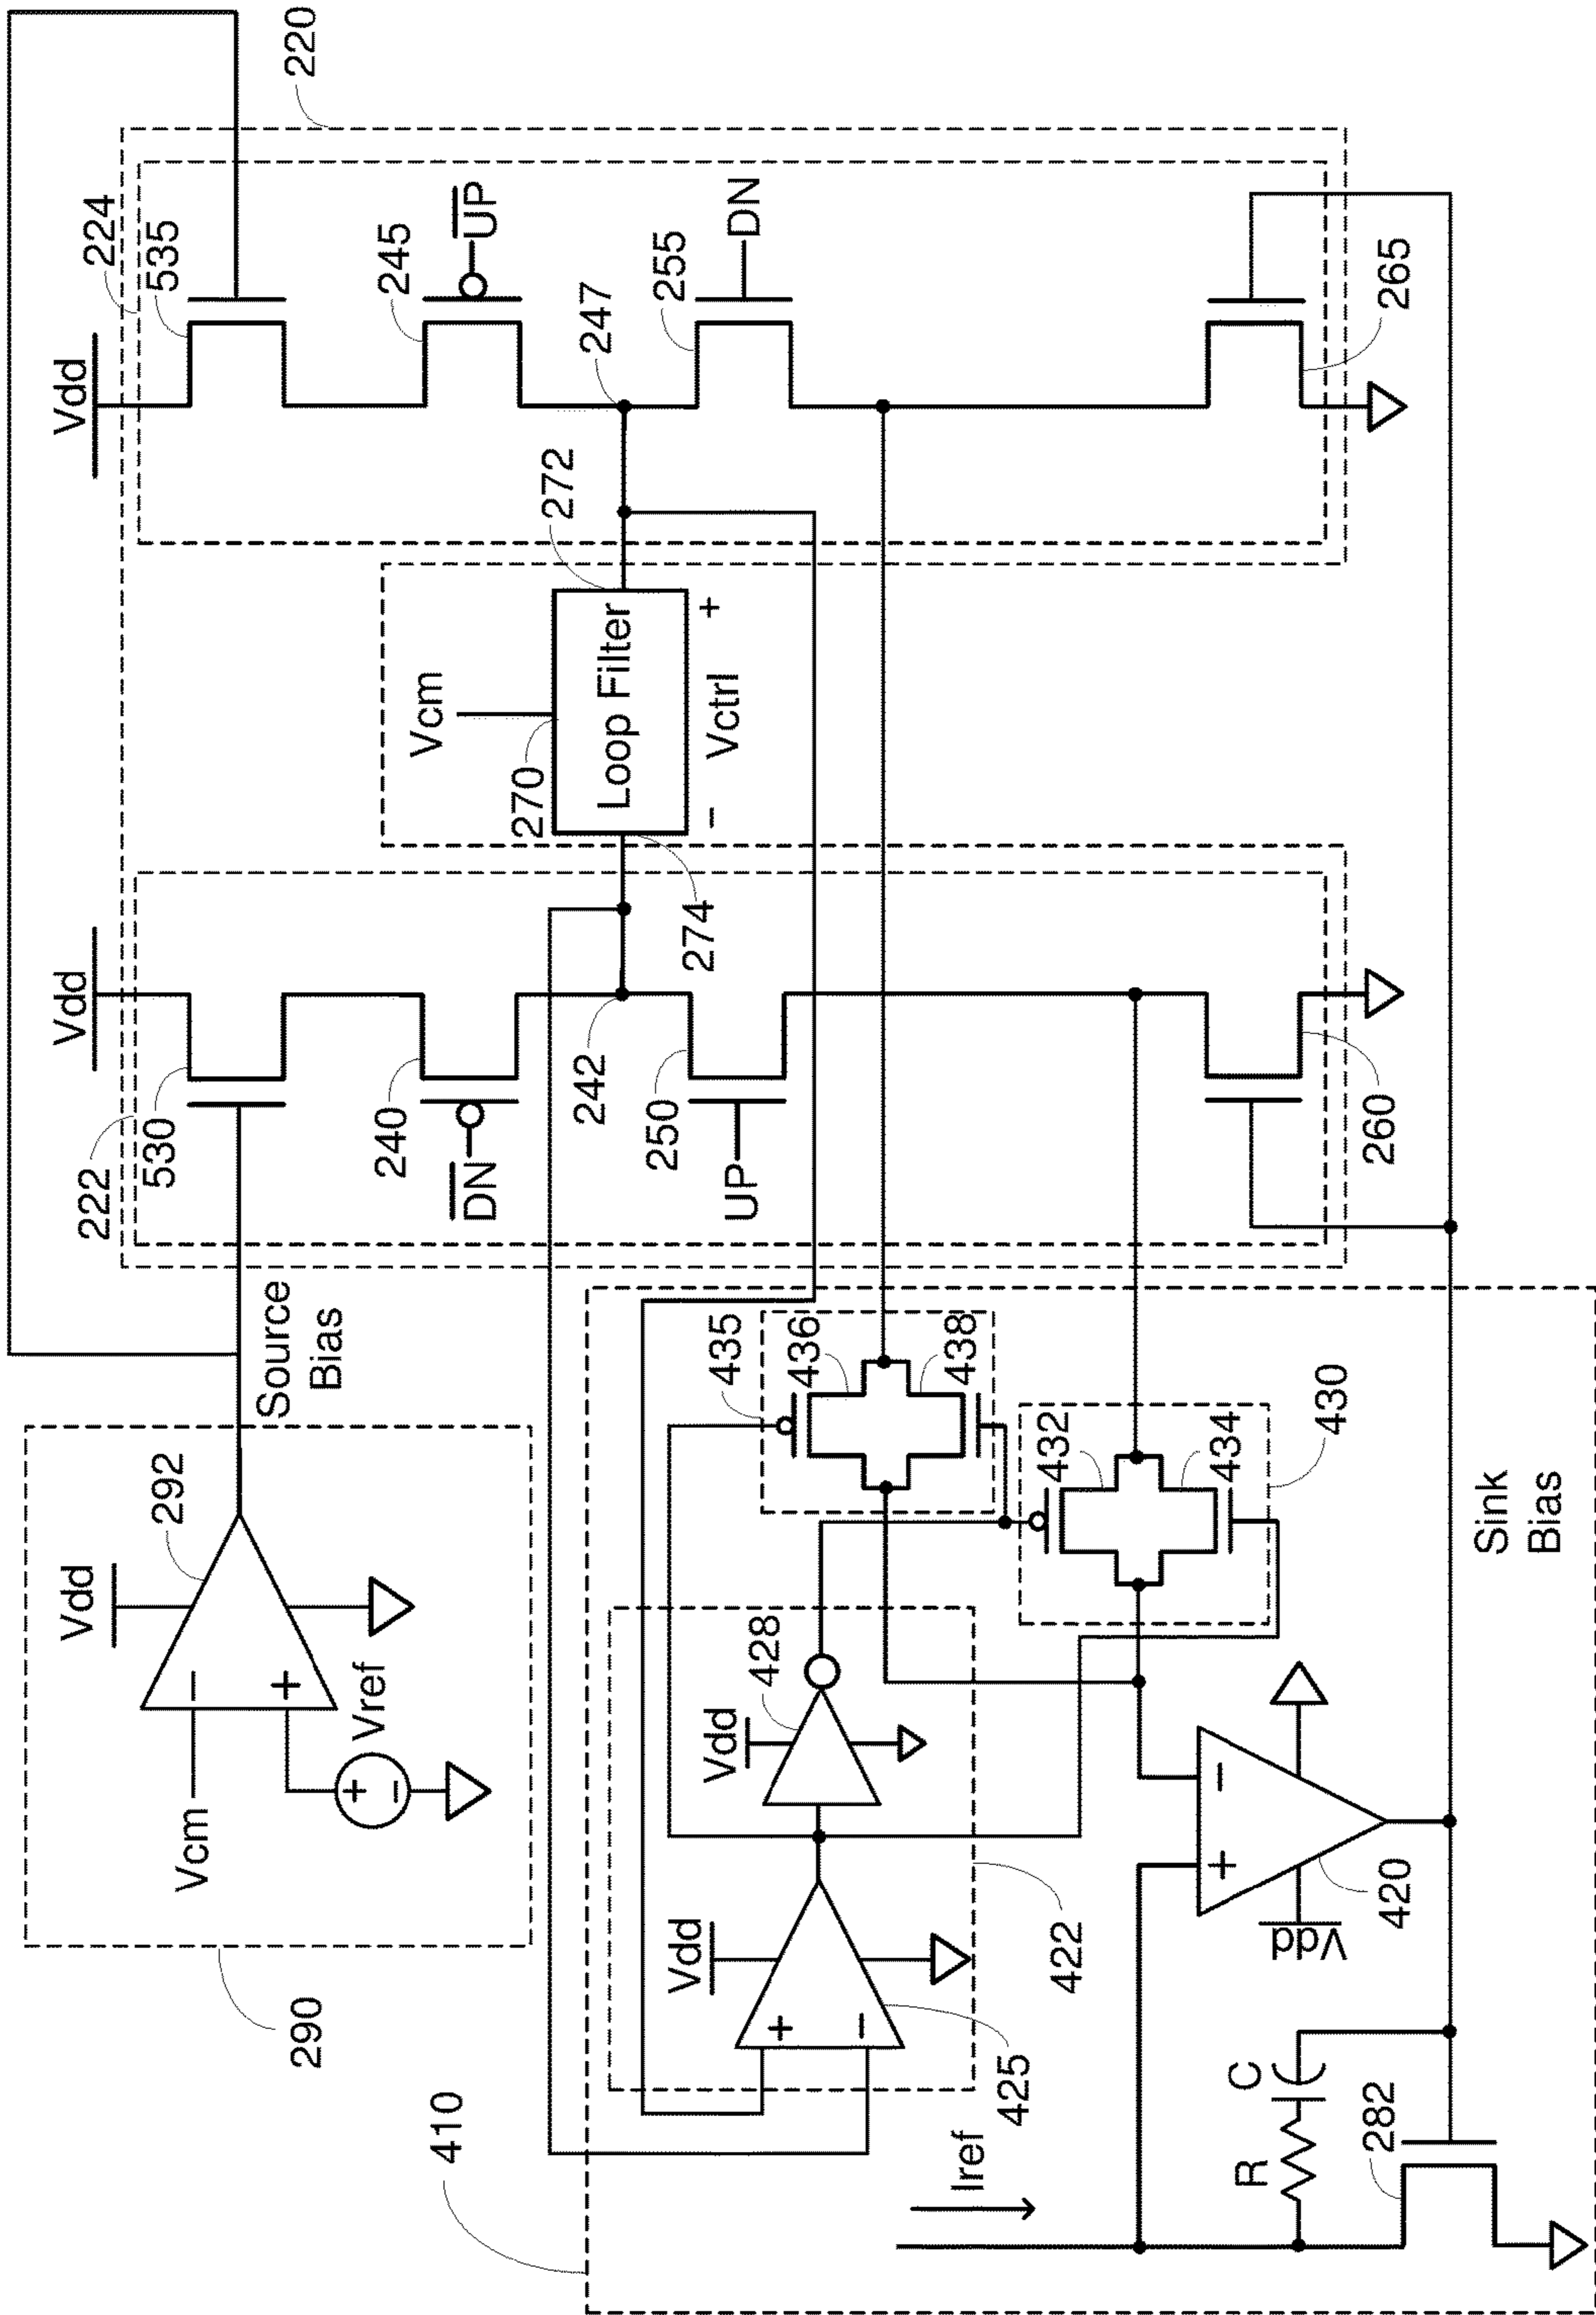 220
Vdd
224
535
UP
245
247
255
DN
265
272
Vcm
270
Loop Filter
- Vctrl +
274
Vdd
222
530
240
DN
242
250
UP
260
Source
Bias
435
436
438
432
434
430
Sink
Bias
Vdd
292
-
+
Vcm
Vref
+
-
290
Vdd
428
Vdd
+
-
425
422
410
+
-
Vdd
420
Iref
R
C
282